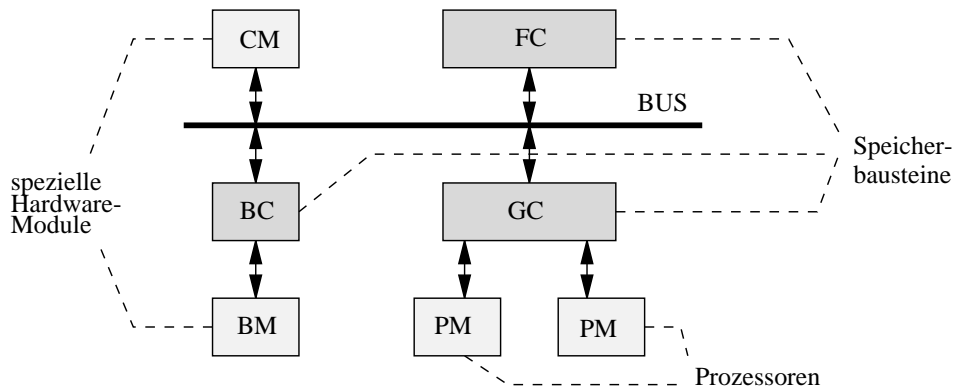 CM
FC
BUS
Speicher-
bausteine
spezielle
Hardware-
Module
BC
GC
BM
PM
PM
Prozessoren